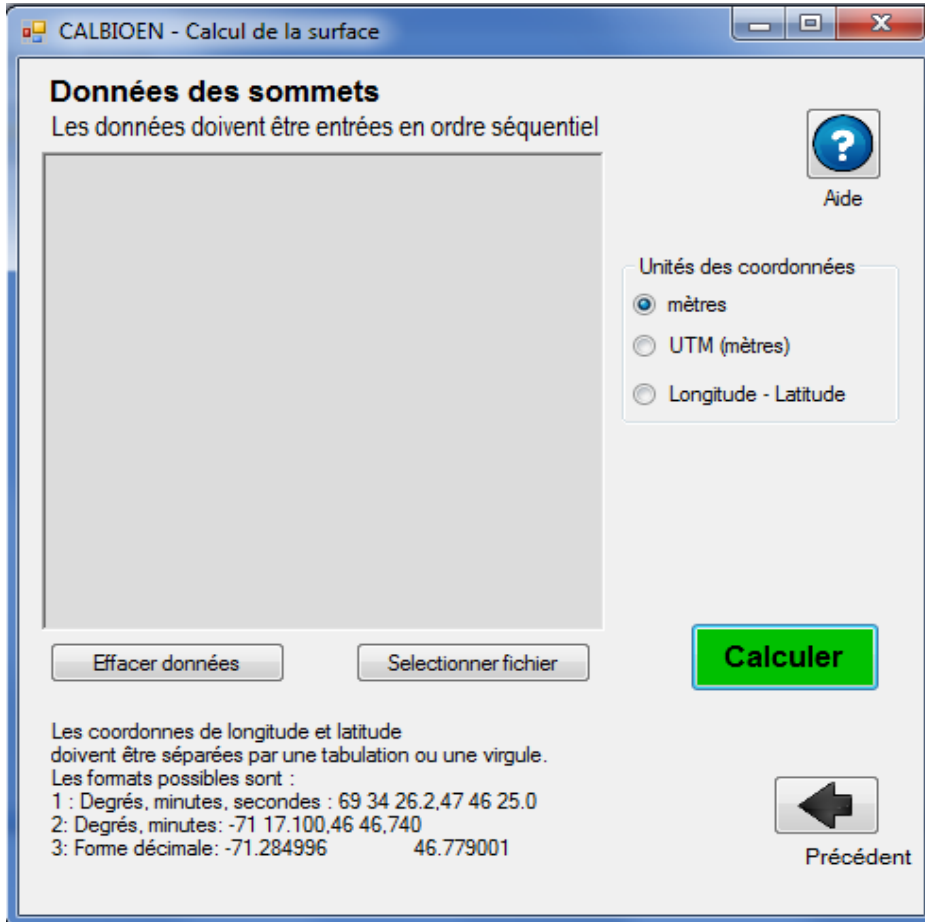 CALBIOEN - Calcul de la surface
Données des sommets
Les données doivent être entrées en ordre séquentiel
Aide
Unités des coordonnées
mètres
UTM (mètres)
Longitude - Latitude
Effacer données
Selectionner fichier
Calculer
Les coordonnes de longitude et latitude
doivent être séparées par une tabulation ou une virgule.
Les formats possibles sont :
1 : Degrés, minutes, secondes : 69 34 26.2,47 46 25.0
2: Degrés, minutes: -71 17.100,46 46,740
3: Forme décimale: -71.284996 46.779001
Précédent